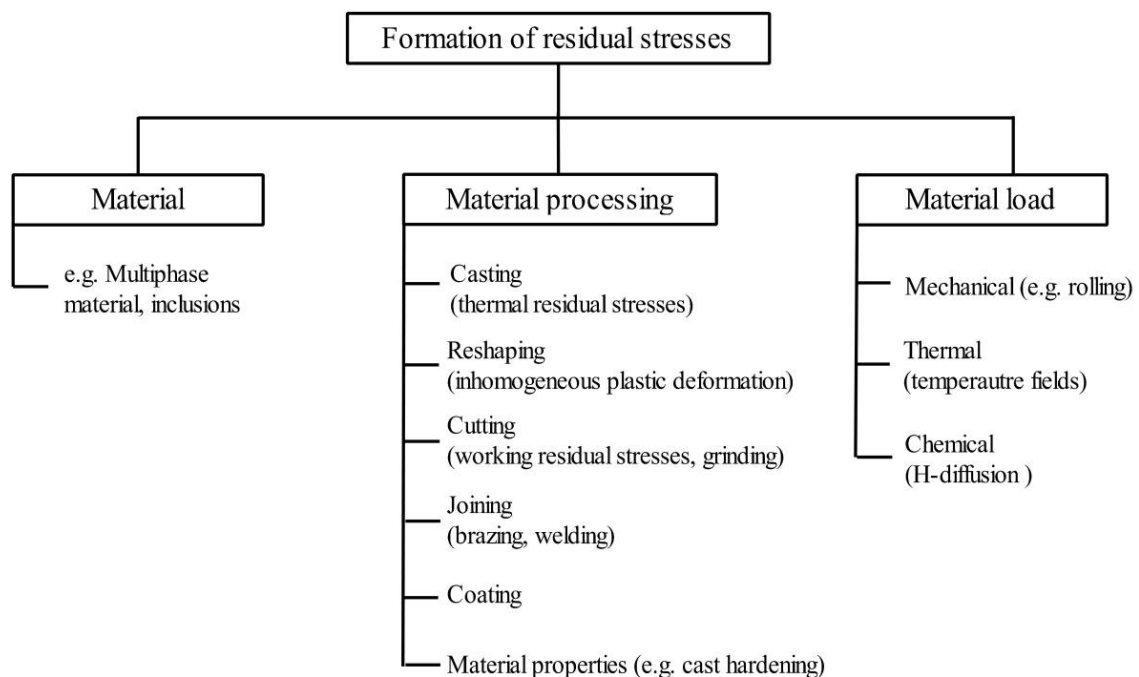 Formation of residual stresses
Material
e.g. Multiphase
material, inclusions
Material processing
Casting
(thermal residual stresses)
Reshaping
(inhomogeneous plastic deformation)
Cutting
(working residual stresses, grinding)
Joining
(brazing, welding)
Coating
Material properties (e.g. cast hardening)
Material load
Mechanical (e.g. rolling)
Thermal
(temperautre fields)
Chemical
(H-diffusion )